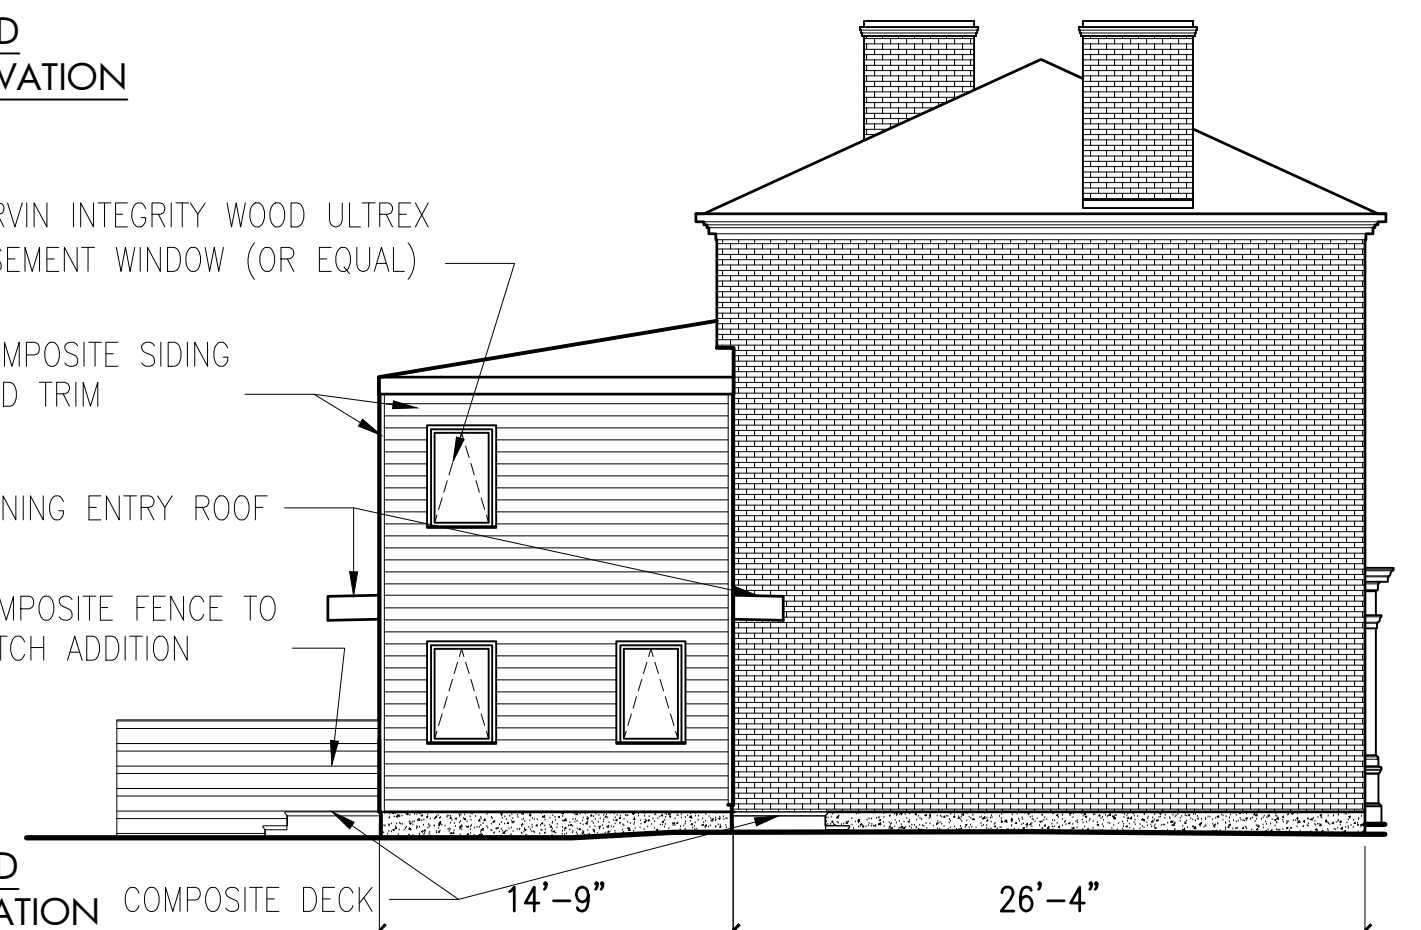 D
VATION
RVIN INTEGRITY WOOD ULTREX
SEMENT WINDOW (OR EQUAL)
OMPOSITE SIDING
D TRIM
NING ENTRY ROOF
MPOSITE FENCE TO
TCH ADDITION
D
ATION
COMPOSITE DECK
14'-9"
26'-4"